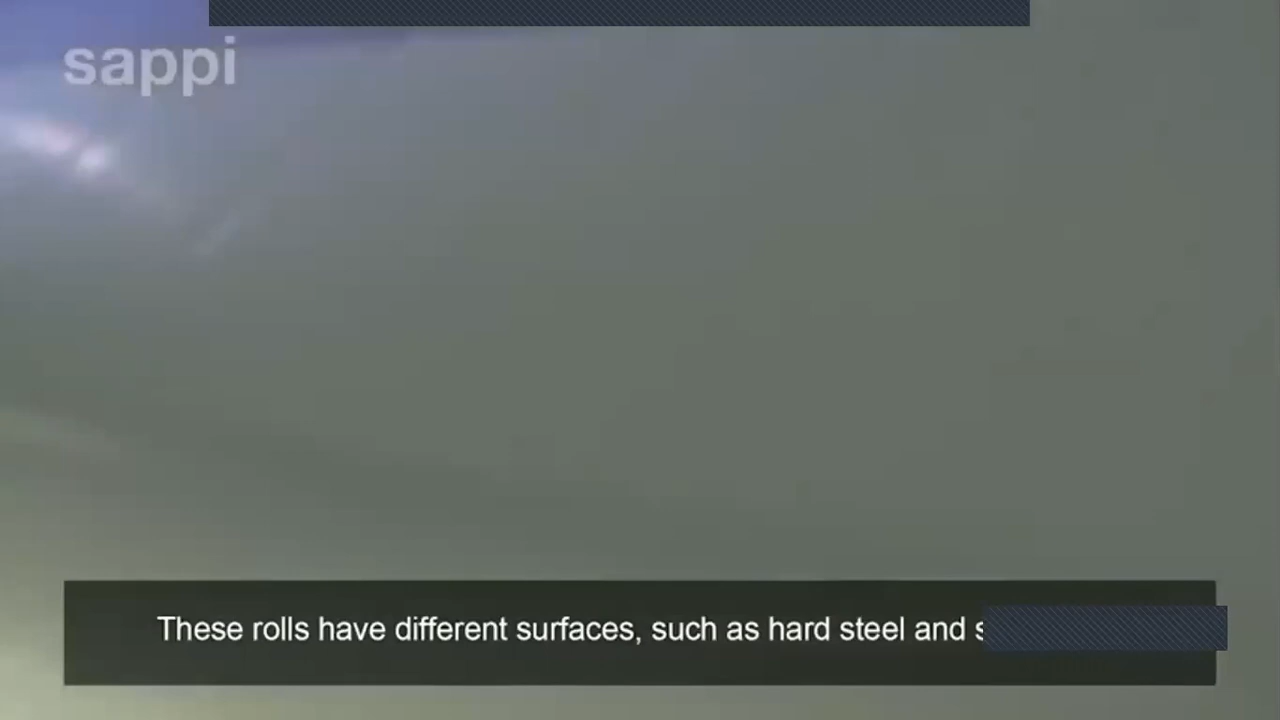 sappi
These rolls have different surfaces, such as hard steel and